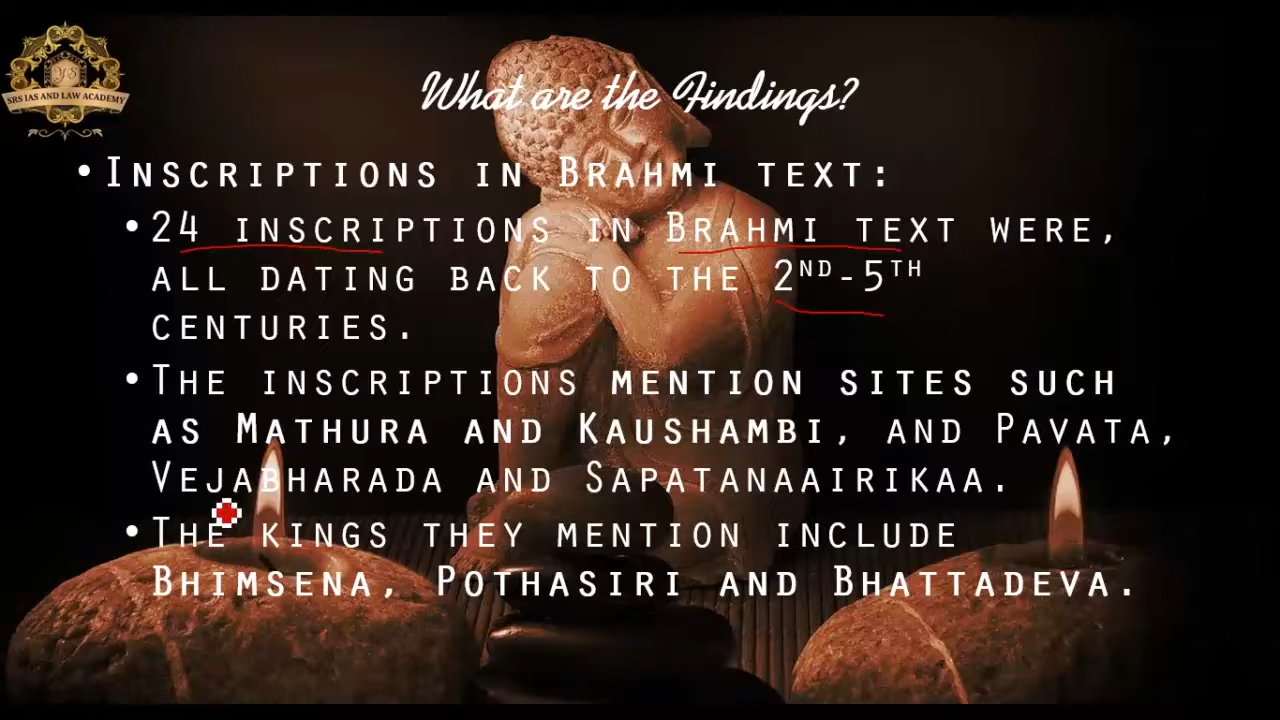 SRS IAS AND LAW ACADEMY
What are the Findings?
• Inscriptions in Brahmi text:
• 24 inscriptions in Brahmi text were,
all dating back to the 2nd-5th
centuries.
• The inscriptions mention sites such
as Mathura and Kaushambi, and Pavata,
Vejabharada and Sapatanaairikaa.
• The kings they mention include
Bhimsena, Pothasiri and Bhattadeva.